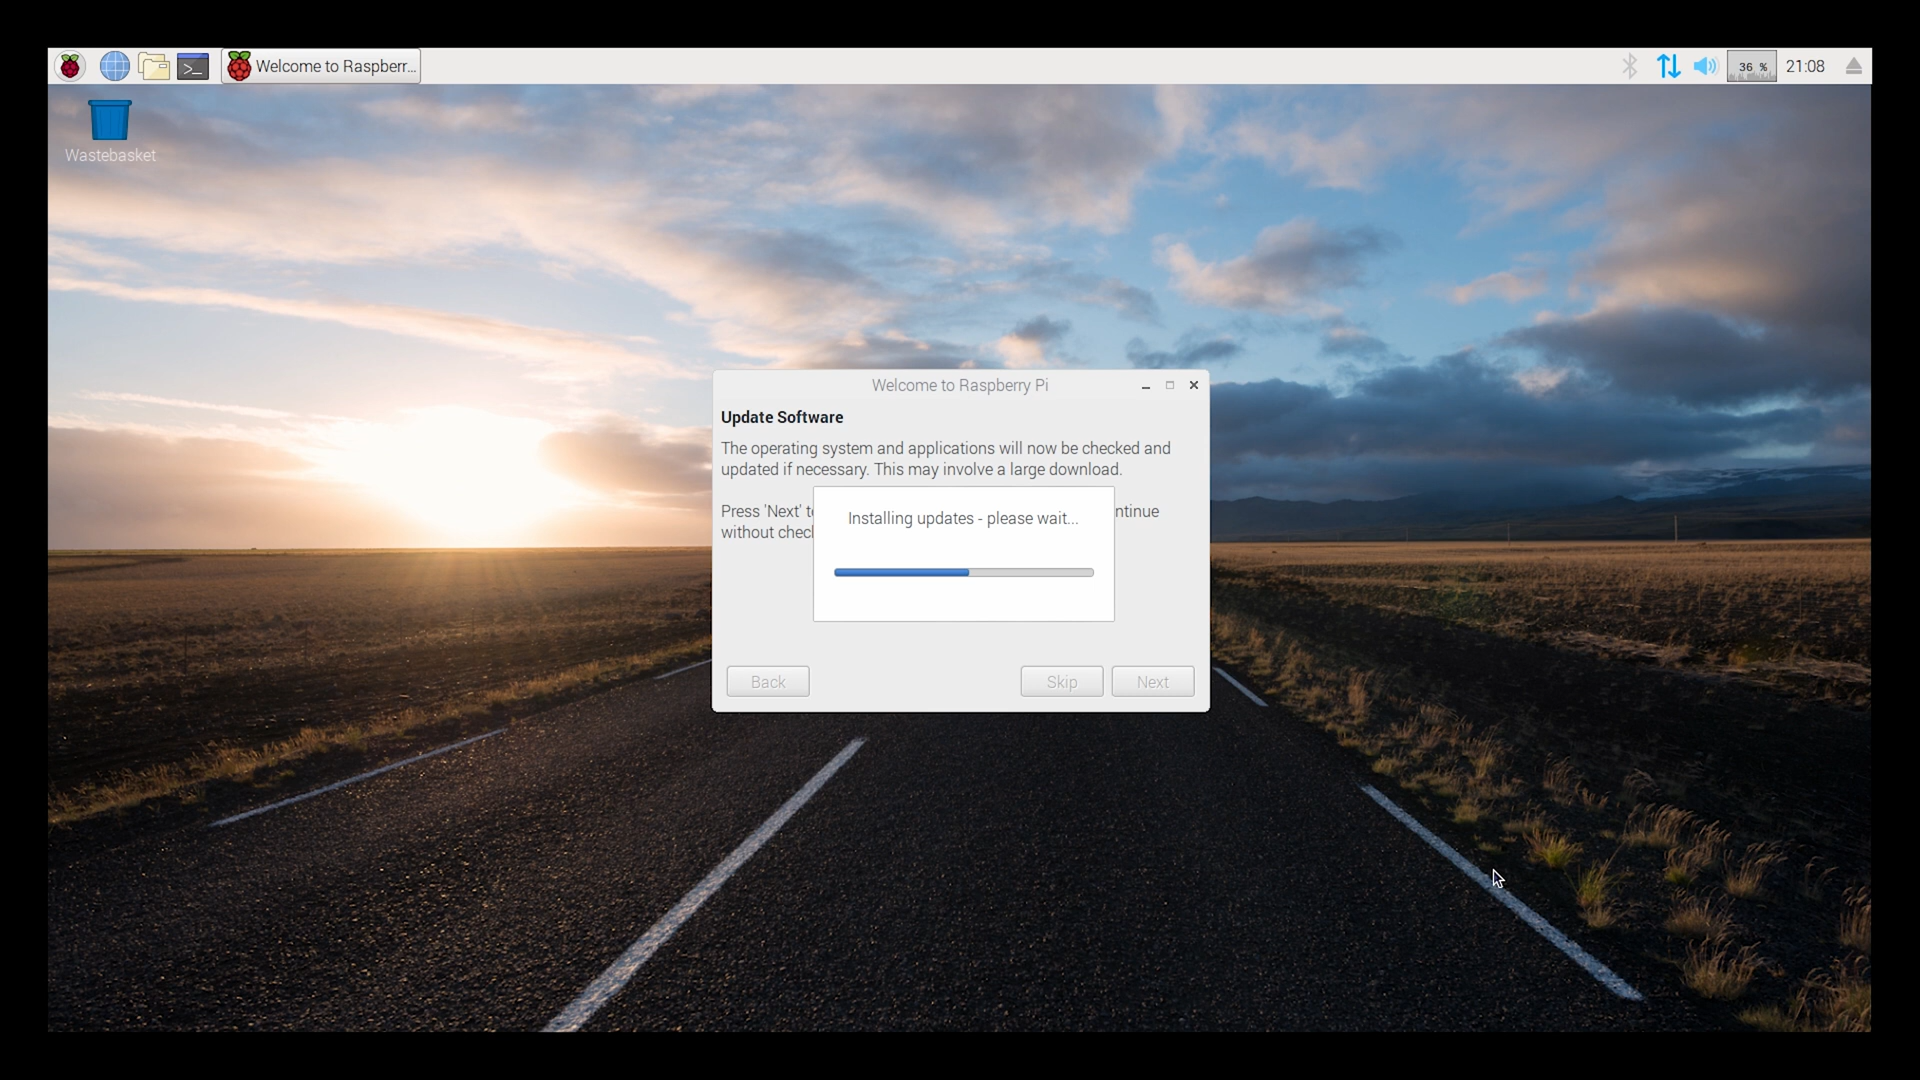 Welcome to Raspberr...
36 %
21:08
Wastebasket
Welcome to Raspberry Pi
Update Software
The operating system and applications will now be checked and
updated if necessary. This may involve a large download.
Press 'Next' t
ntinue
without chec
Installing updates - please wait...
Back
Skip
Next